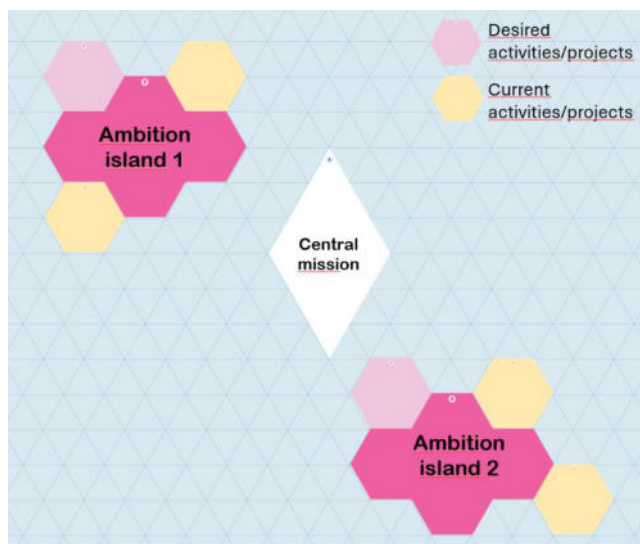 Desired
activities/projects
Current
activities/projects
Ambition
island 1
Central
mission
Ambition
island 2